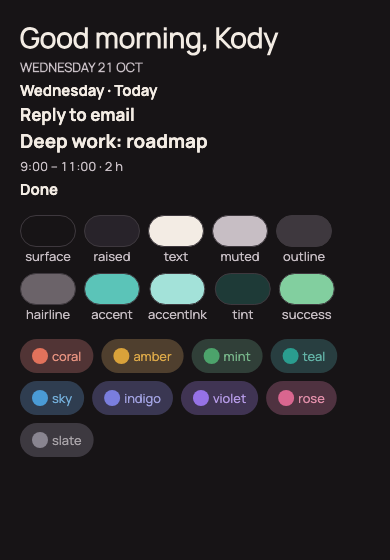 Good morning, Kody
WEDNESDAY 21 OCT
Wednesday · Today
Reply to email
Deep work: roadmap
9:00 – 11:00 · 2 h
Done
surface raised text muted outline
hairline accent accentInk tint success
coral amber mint teal
sky indigo violet rose
slate